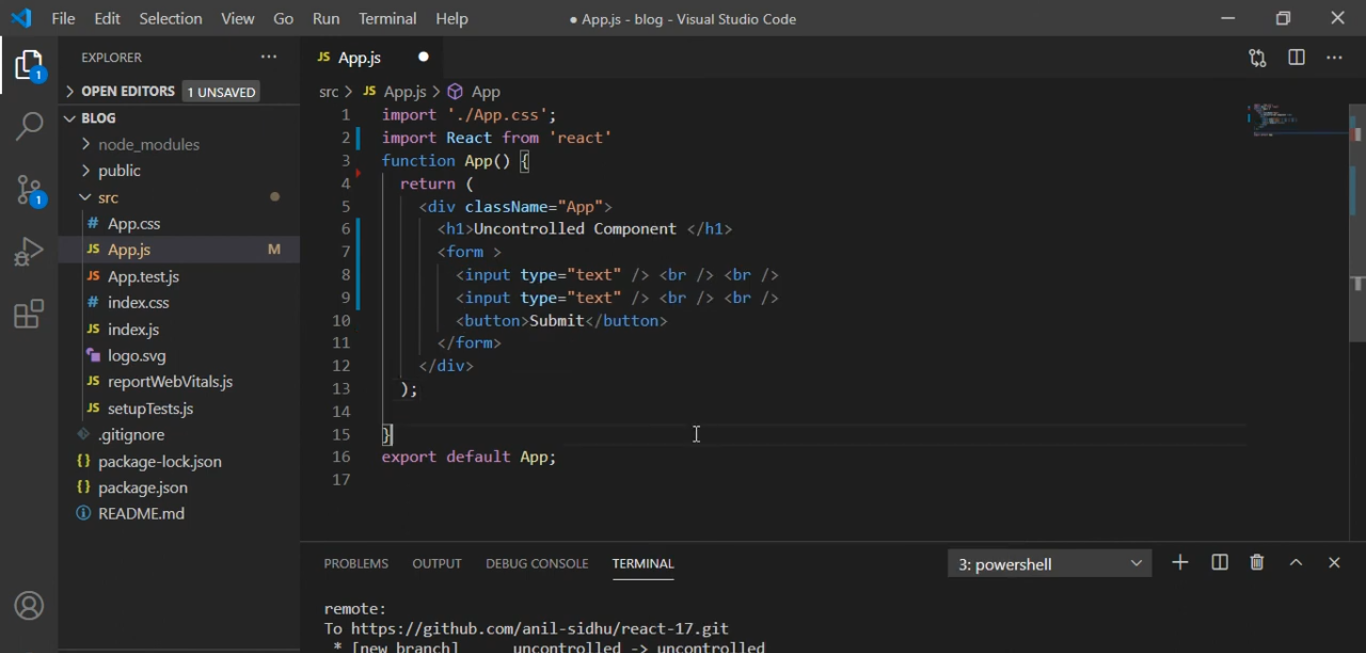 File Edit Selection View Go Run Terminal Help
● App.js - blog - Visual Studio Code
EXPLORER
OPEN EDITORS 1 UNSAVED
BLOG
node_modules
public
src
# App.css
JS App.js M
JS App.test.js
# index.css
JS index.js
logo.svg
JS reportWebVitals.js
JS setupTests.js
.gitignore
{} package-lock.json
{} package.json
README.md
1
1
JS App.js ●
src > JS App.js > App
1 import './App.css';
2 import React from 'react'
3 function App() {
4 return (
5 <div className="App">
6 <h1>Uncontrolled Component </h1>
7 <form >
8 <input type="text" /> <br /> <br />
9 <input type="text" /> <br /> <br />
10 <button>Submit</button>
11 </form>
12 </div>
13 );
14
15 }
16 export default App;
17
PROBLEMS OUTPUT DEBUG CONSOLE TERMINAL 3: powershell
remote:
To https://github.com/anil-sidhu/react-17.git
* [new branch] uncontrolled -> uncontrolled